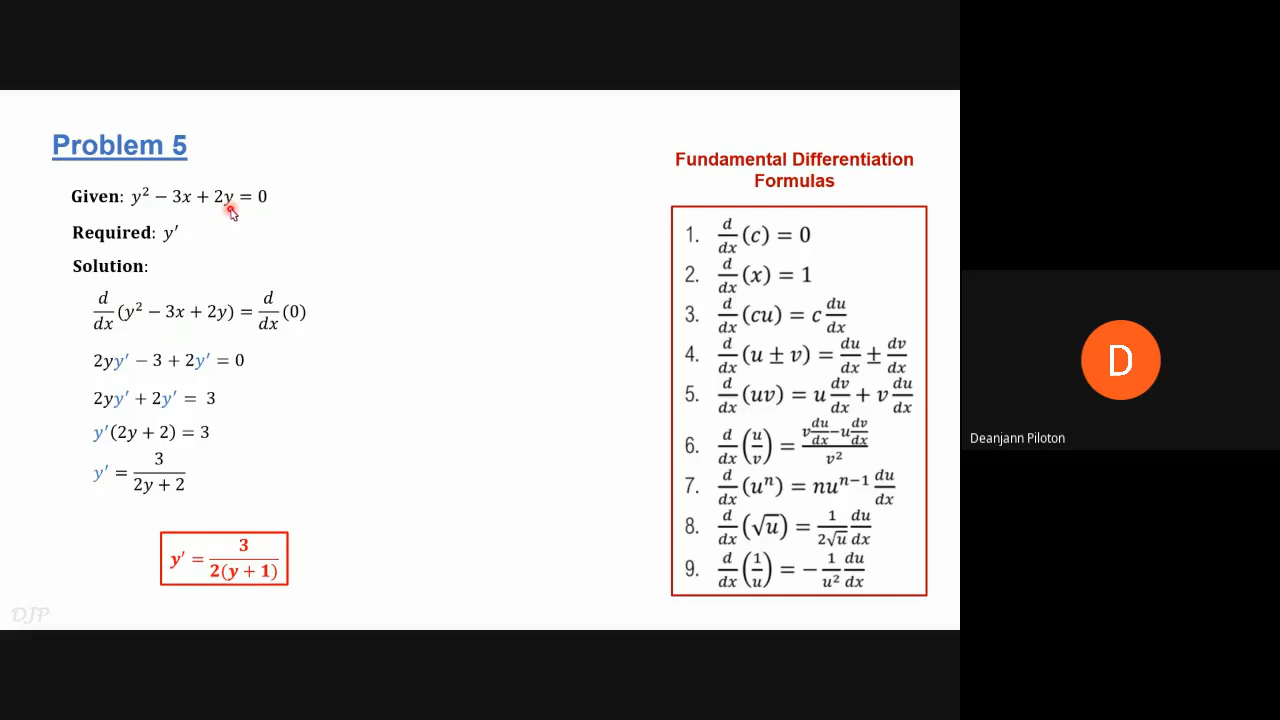 Problem 5
Given: y² − 3x + 2y = 0
Required: y′
Solution:
d/dx (y² − 3x + 2y) = d/dx (0)
2yy′ − 3 + 2y′ = 0
2yy′ + 2y′ = 3
y′(2y + 2) = 3
y′ = 3/(2y + 2)
y′ = 3/(2(y + 1))
DJP
Fundamental Differentiation
Formulas
1. d/dx (c) = 0
2. d/dx (x) = 1
3. d/dx (cu) = c du/dx
4. d/dx (u ± v) = du/dx ± dv/dx
5. d/dx (uv) = u dv/dx + v du/dx
6. d/dx (u/v) = (v du/dx − u dv/dx)/v²
7. d/dx (uⁿ) = nuⁿ⁻¹ du/dx
8. d/dx (√u) = 1/(2√u) du/dx
9. d/dx (1/u) = − 1/u² du/dx
D
Deanjann Piloton